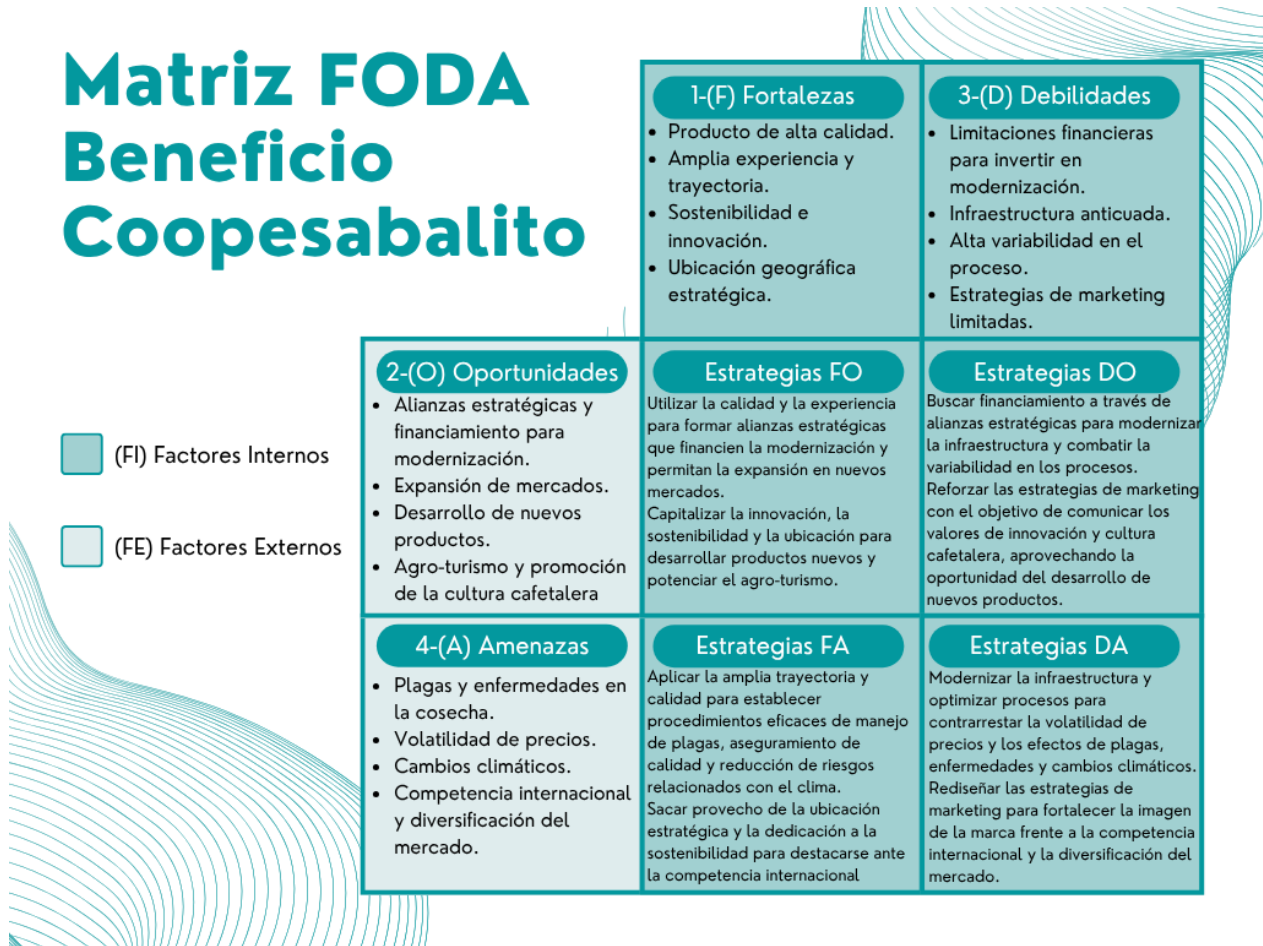 Matriz FODA
Beneficio
Coopesabalito
1-(F) Fortalezas
• Producto de alta calidad.
• Amplia experiencia y
trayectoria.
• Sostenibilidad e
innovación.
• Ubicación geográfica
estratégica.
3-(D) Debilidades
• Limitaciones financieras
para invertir en
modernización.
• Infraestructura anticuada.
• Alta variabilidad en el
proceso.
• Estrategias de marketing
limitadas.
(FI) Factores Internos
(FE) Factores Externos
2-(O) Oportunidades
• Alianzas estratégicas y
financiamiento para
modernización.
• Expansión de mercados.
• Desarrollo de nuevos
productos.
• Agro-turismo y promoción
de la cultura cafetalera
Estrategias FO
Utilizar la calidad y la experiencia
para formar alianzas estratégicas
que financien la modernización y
permitan la expansión en nuevos
mercados.
Capitalizar la innovación, la
sostenibilidad y la ubicación para
desarrollar productos nuevos y
potenciar el agro-turismo.
Estrategias DO
Buscar financiamiento a través de
alianzas estratégicas para modernizar
la infraestructura y combatir la
variabilidad en los procesos.
Reforzar las estrategias de marketing
con el objetivo de comunicar los
valores de innovación y cultura
cafetalera, aprovechando la
oportunidad del desarrollo de
nuevos productos.
4-(A) Amenazas
• Plagas y enfermedades en
la cosecha.
• Volatilidad de precios.
• Cambios climáticos.
• Competencia internacional
y diversificación del
mercado.
Estrategias FA
Aplicar la amplia trayectoria y
calidad para establecer
procedimientos eficaces de manejo
de plagas, aseguramiento de
calidad y reducción de riesgos
relacionados con el clima.
Sacar provecho de la ubicación
estratégica y la dedicación a la
sostenibilidad para destacarse ante
la competencia internacional
Estrategias DA
Modernizar la infraestructura y
optimizar procesos para
contrarrestar la volatilidad de
precios y los efectos de plagas,
enfermedades y cambios climáticos.
Rediseñar las estrategias de
marketing para fortalecer la imagen
de la marca frente a la competencia
internacional y la diversificación del
mercado.